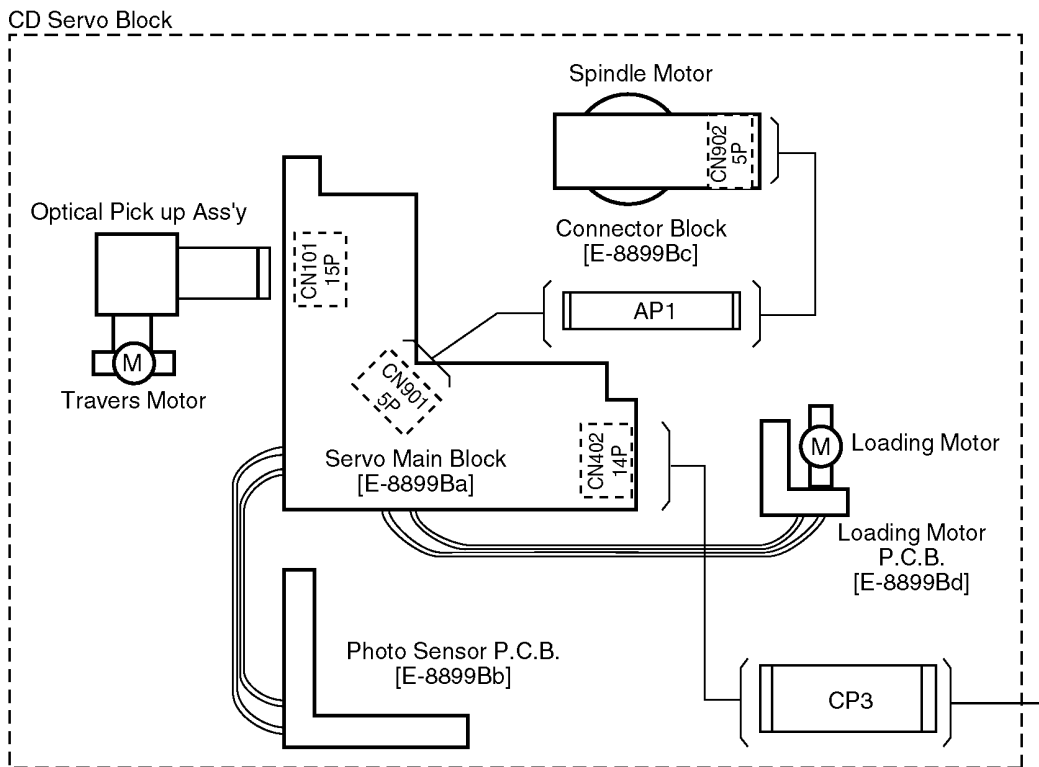 CD Servo Block
Spindle Motor
CN902
5P
Connector Block
[E-8899Bc]
Optical Pick up Ass'y
CN101
15P
M
Travers Motor
AP1
CN901
5P
Servo Main Block
[E-8899Ba]
CN402
14P
M
Loading Motor
Loading Motor
P.C.B.
[E-8899Bd]
Photo Sensor P.C.B.
[E-8899Bb]
CP3